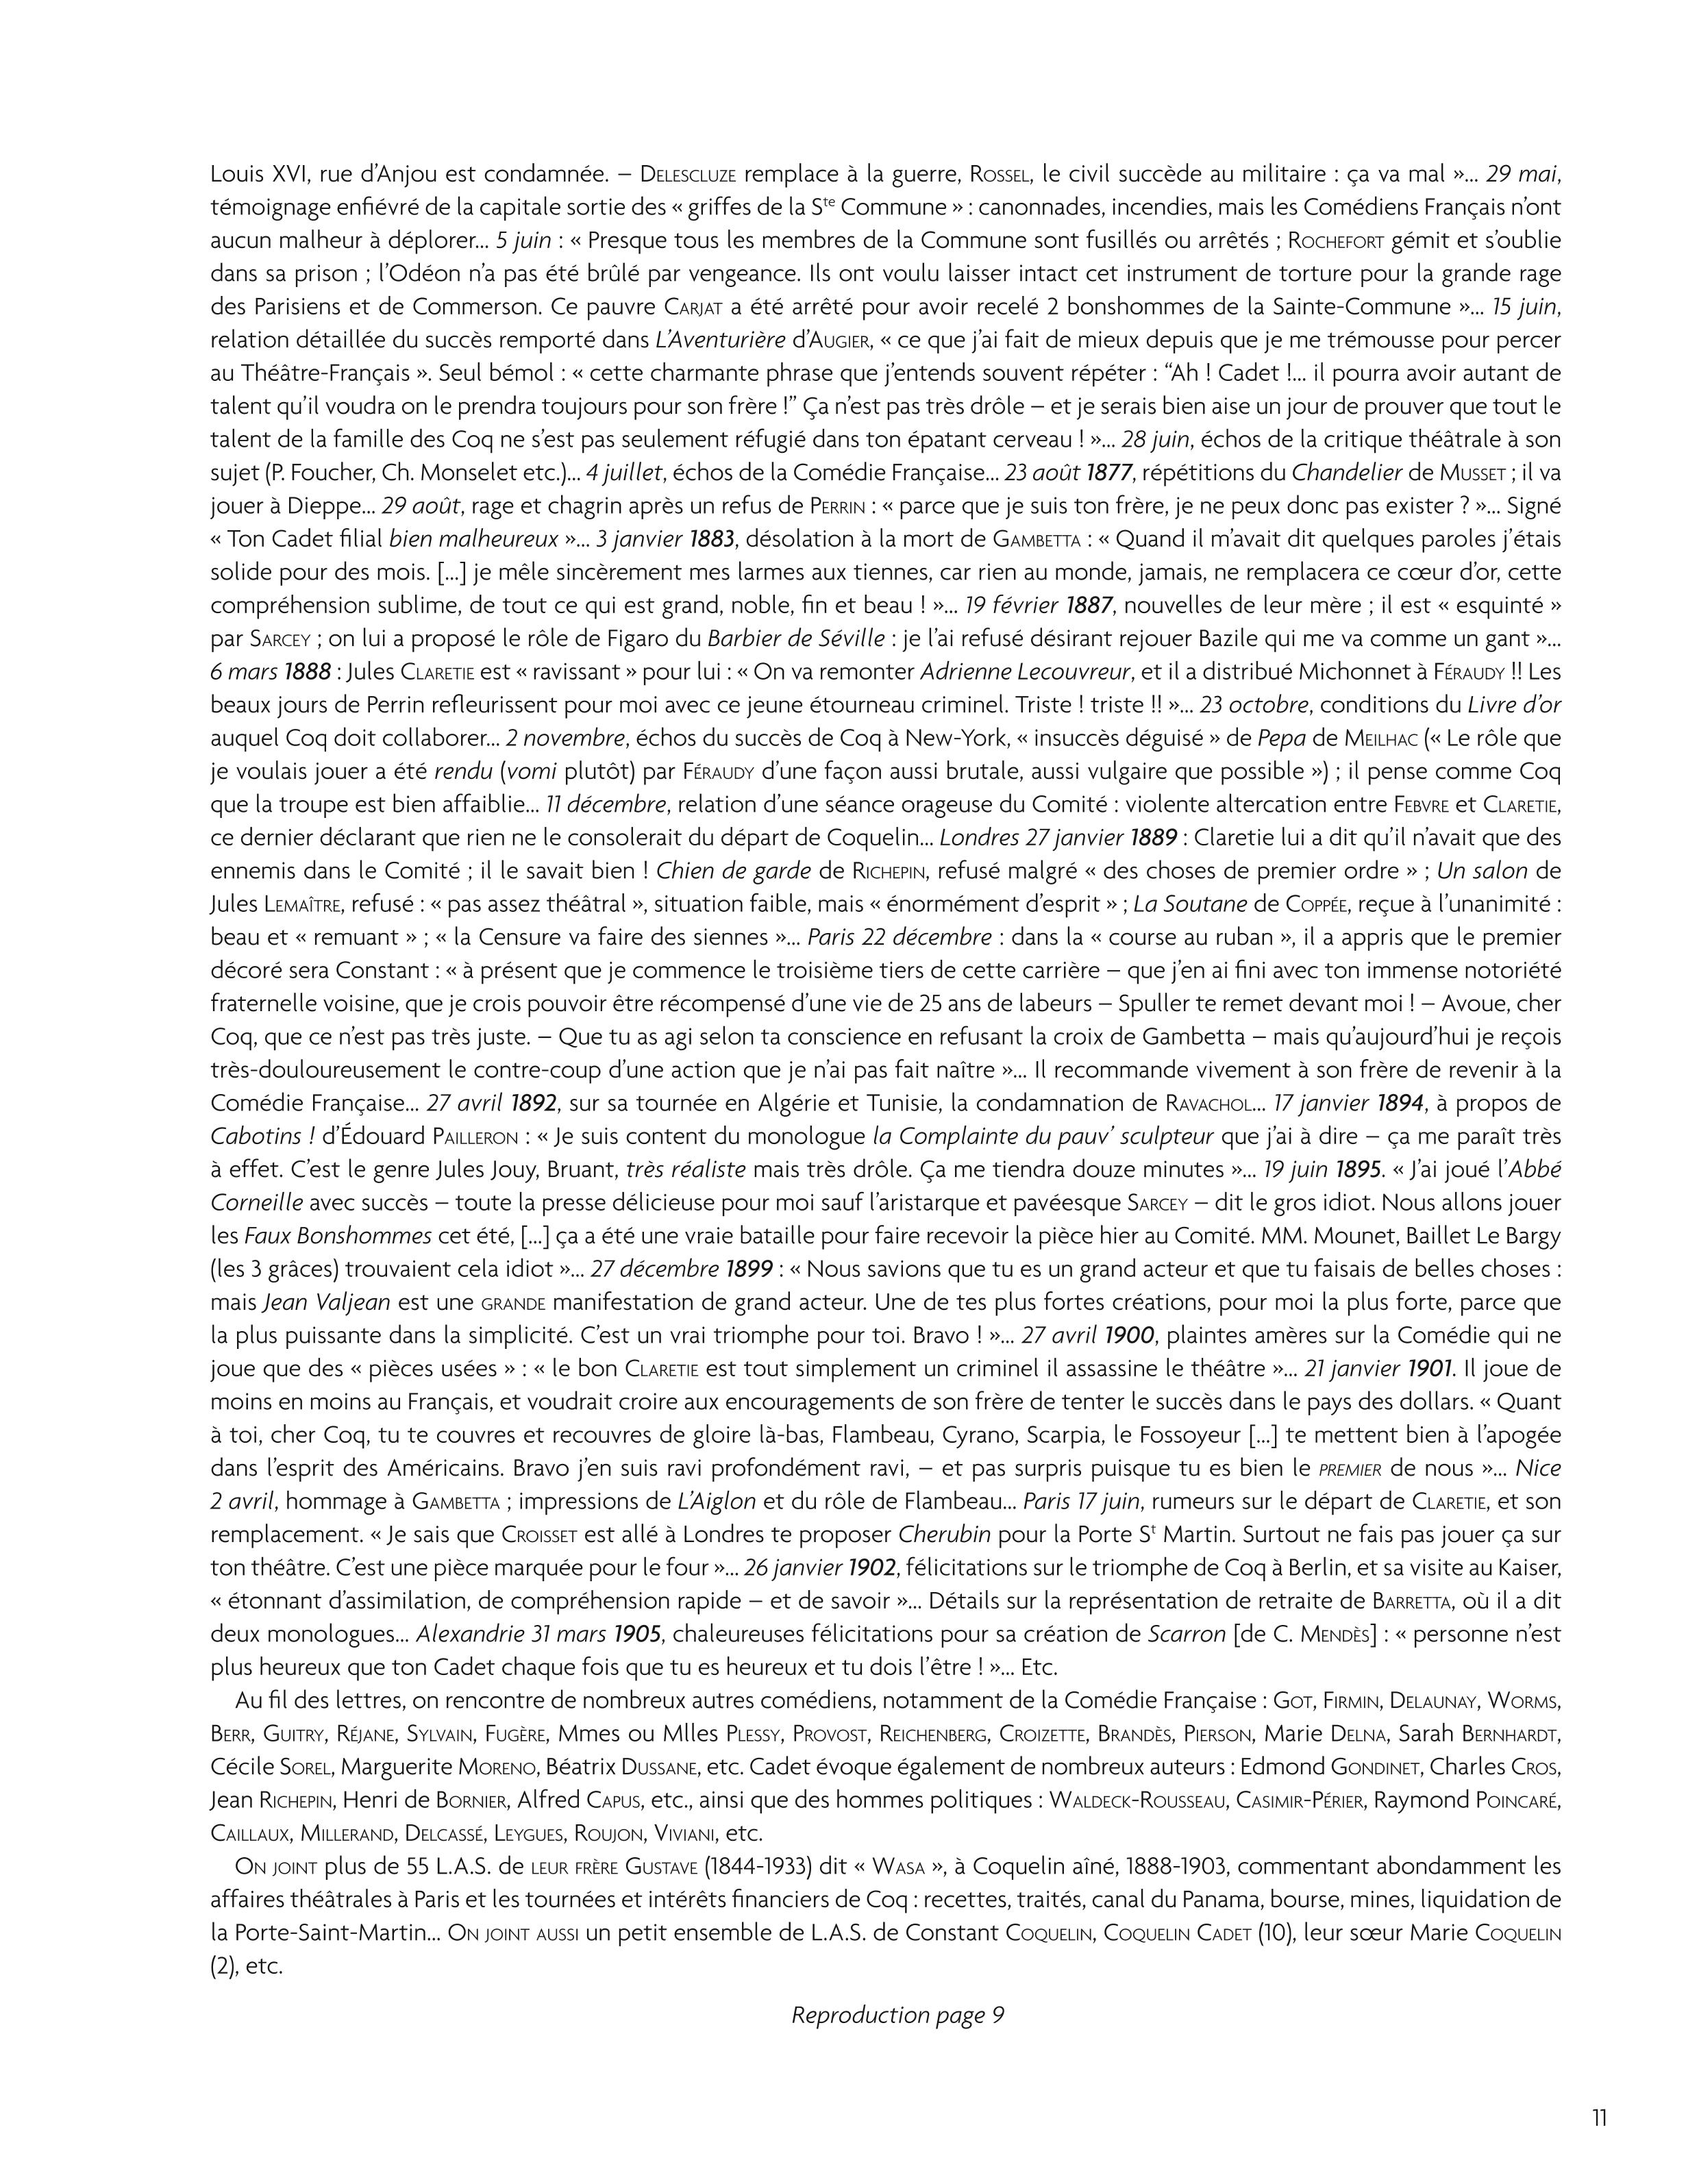 Louis XVI, rue d’Anjou est condamnée. – Delescluze remplace à la guerre, Rossel, le civil succède au militaire : ça va mal »... 29 mai,
témoignage enfiévré de la capitale sortie des « griffes de la Ste Commune » : canonnades, incendies, mais les Comédiens Français n’ont
aucun malheur à déplorer... 5 juin : « Presque tous les membres de la Commune sont fusillés ou arrêtés ; Rochefort gémit et s’oublie
dans sa prison ; l’Odéon n’a pas été brûlé par vengeance. Ils ont voulu laisser intact cet instrument de torture pour la grande rage
des Parisiens et de Commerson. Ce pauvre Carjat a été arrêté pour avoir recelé 2 bonshommes de la Sainte-Commune »... 15 juin,
relation détaillée du succès remporté dans L’Aventurière d’Augier, « ce que j’ai fait de mieux depuis que je me trémousse pour percer
au Théâtre-Français ». Seul bémol : « cette charmante phrase que j’entends souvent répéter : “Ah ! Cadet !... il pourra avoir autant de
talent qu’il voudra on le prendra toujours pour son frère !” Ça n’est pas très drôle – et je serais bien aise un jour de prouver que tout le
talent de la famille des Coq ne s’est pas seulement réfugié dans ton épatant cerveau ! »... 28 juin, échos de la critique théâtrale à son
sujet (P. Foucher, Ch. Monselet etc.)... 4 juillet, échos de la Comédie Française... 23 août 1877, répétitions du Chandelier de Musset ; il va
jouer à Dieppe... 29 août, rage et chagrin après un refus de Perrin : « parce que je suis ton frère, je ne peux donc pas exister ? »... Signé
« Ton Cadet filial bien malheureux »... 3 janvier 1883, désolation à la mort de Gambetta : « Quand il m’avait dit quelques paroles j’étais
solide pour des mois. [...] je mêle sincèrement mes larmes aux tiennes, car rien au monde, jamais, ne remplacera ce cœur d’or, cette
compréhension sublime, de tout ce qui est grand, noble, fin et beau ! »... 19 février 1887, nouvelles de leur mère ; il est « esquinté »
par Sarcey ; on lui a proposé le rôle de Figaro du Barbier de Séville : je l’ai refusé désirant rejouer Bazile qui me va comme un gant »...
6 mars 1888 : Jules Claretie est « ravissant » pour lui : « On va remonter Adrienne Lecouvreur, et il a distribué Michonnet à Féraudy !! Les
beaux jours de Perrin refleurissent pour moi avec ce jeune étourneau criminel. Triste ! triste !! »... 23 octobre, conditions du Livre d’or
auquel Coq doit collaborer... 2 novembre, échos du succès de Coq à New-York, « insuccès déguisé » de Pepa de Meilhac (« Le rôle que
je voulais jouer a été rendu (vomi plutôt) par Féraudy d’une façon aussi brutale, aussi vulgaire que possible ») ; il pense comme Coq
que la troupe est bien affaiblie... 11 décembre, relation d’une séance orageuse du Comité : violente altercation entre Febvre et Claretie,
ce dernier déclarant que rien ne le consolerait du départ de Coquelin... Londres 27 janvier 1889 : Claretie lui a dit qu’il n’avait que des
ennemis dans le Comité ; il le savait bien ! Chien de garde de Richepin, refusé malgré « des choses de premier ordre » ; Un salon de
Jules Lemaître, refusé : « pas assez théâtral », situation faible, mais « énormément d’esprit » ; La Soutane de Coppée, reçue à l’unanimité :
beau et « remuant » ; « la Censure va faire des siennes »... Paris 22 décembre : dans la « course au ruban », il a appris que le premier
décoré sera Constant : « à présent que je commence le troisième tiers de cette carrière – que j’en ai fini avec ton immense notoriété
fraternelle voisine, que je crois pouvoir être récompensé d’une vie de 25 ans de labeurs – Spuller te remet devant moi ! – Avoue, cher
Coq, que ce n’est pas très juste. – Que tu as agi selon ta conscience en refusant la croix de Gambetta – mais qu’aujourd’hui je reçois
très-douloureusement le contre-coup d’une action que je n’ai pas fait naître »... Il recommande vivement à son frère de revenir à la
Comédie Française... 27 avril 1892, sur sa tournée en Algérie et Tunisie, la condamnation de Ravachol... 17 janvier 1894, à propos de
Cabotins ! d’Édouard Pailleron : « Je suis content du monologue la Complainte du pauv’ sculpteur que j’ai à dire – ça me paraît très
à effet. C’est le genre Jules Jouy, Bruant, très réaliste mais très drôle. Ça me tiendra douze minutes »... 19 juin 1895. « J’ai joué l’Abbé
Corneille avec succès – toute la presse délicieuse pour moi sauf l’aristarque et pavéesque Sarcey – dit le gros idiot. Nous allons jouer
les Faux Bonshommes cet été, [...] ça a été une vraie bataille pour faire recevoir la pièce hier au Comité. MM. Mounet, Baillet Le Bargy
(les 3 grâces) trouvaient cela idiot »... 27 décembre 1899 : « Nous savions que tu es un grand acteur et que tu faisais de belles choses :
mais Jean Valjean est une grande manifestation de grand acteur. Une de tes plus fortes créations, pour moi la plus forte, parce que
la plus puissante dans la simplicité. C’est un vrai triomphe pour toi. Bravo ! »... 27 avril 1900, plaintes amères sur la Comédie qui ne
joue que des « pièces usées » : « le bon Claretie est tout simplement un criminel il assassine le théâtre »... 21 janvier 1901. Il joue de
moins en moins au Français, et voudrait croire aux encouragements de son frère de tenter le succès dans le pays des dollars. « Quant
à toi, cher Coq, tu te couvres et recouvres de gloire là-bas, Flambeau, Cyrano, Scarpia, le Fossoyeur [...] te mettent bien à l’apogée
dans l’esprit des Américains. Bravo j’en suis ravi profondément ravi, – et pas surpris puisque tu es bien le premier de nous »... Nice
2 avril, hommage à Gambetta ; impressions de L’Aiglon et du rôle de Flambeau... Paris 17 juin, rumeurs sur le départ de Claretie, et son
remplacement. « Je sais que Croisset est allé à Londres te proposer Cherubin pour la Porte St Martin. Surtout ne fais pas jouer ça sur
ton théâtre. C’est une pièce marquée pour le four »... 26 janvier 1902, félicitations sur le triomphe de Coq à Berlin, et sa visite au Kaiser,
« étonnant d’assimilation, de compréhension rapide – et de savoir »... Détails sur la représentation de retraite de Barretta, où il a dit
deux monologues... Alexandrie 31 mars 1905, chaleureuses félicitations pour sa création de Scarron [de C. Mendès] : « personne n’est
plus heureux que ton Cadet chaque fois que tu es heureux et tu dois l’être ! »... Etc.
Au fil des lettres, on rencontre de nombreux autres comédiens, notamment de la Comédie Française : Got, Firmin, Delaunay, Worms,
Berr, Guitry, Réjane, Sylvain, Fugère, Mmes ou Mlles Plessy, Provost, Reichenberg, Croizette, Brandès, Pierson, Marie Delna, Sarah Bernhardt,
Cécile Sorel, Marguerite Moreno, Béatrix Dussane, etc. Cadet évoque également de nombreux auteurs : Edmond Gondinet, Charles Cros,
Jean Richepin, Henri de Bornier, Alfred Capus, etc., ainsi que des hommes politiques : Waldeck-Rousseau, Casimir-Périer, Raymond Poincaré,
Caillaux, Millerand, Delcassé, Leygues, Roujon, Viviani, etc.
On joint plus de 55 L.A.S. de leur frère Gustave (1844-1933) dit « Wasa », à Coquelin aîné, 1888-1903, commentant abondamment les
affaires théâtrales à Paris et les tournées et intérêts financiers de Coq : recettes, traités, canal du Panama, bourse, mines, liquidation de
la Porte-Saint-Martin... On joint aussi un petit ensemble de L.A.S. de Constant Coquelin, Coquelin Cadet (10), leur sœur Marie Coquelin
(2), etc.
Reproduction page 9
11